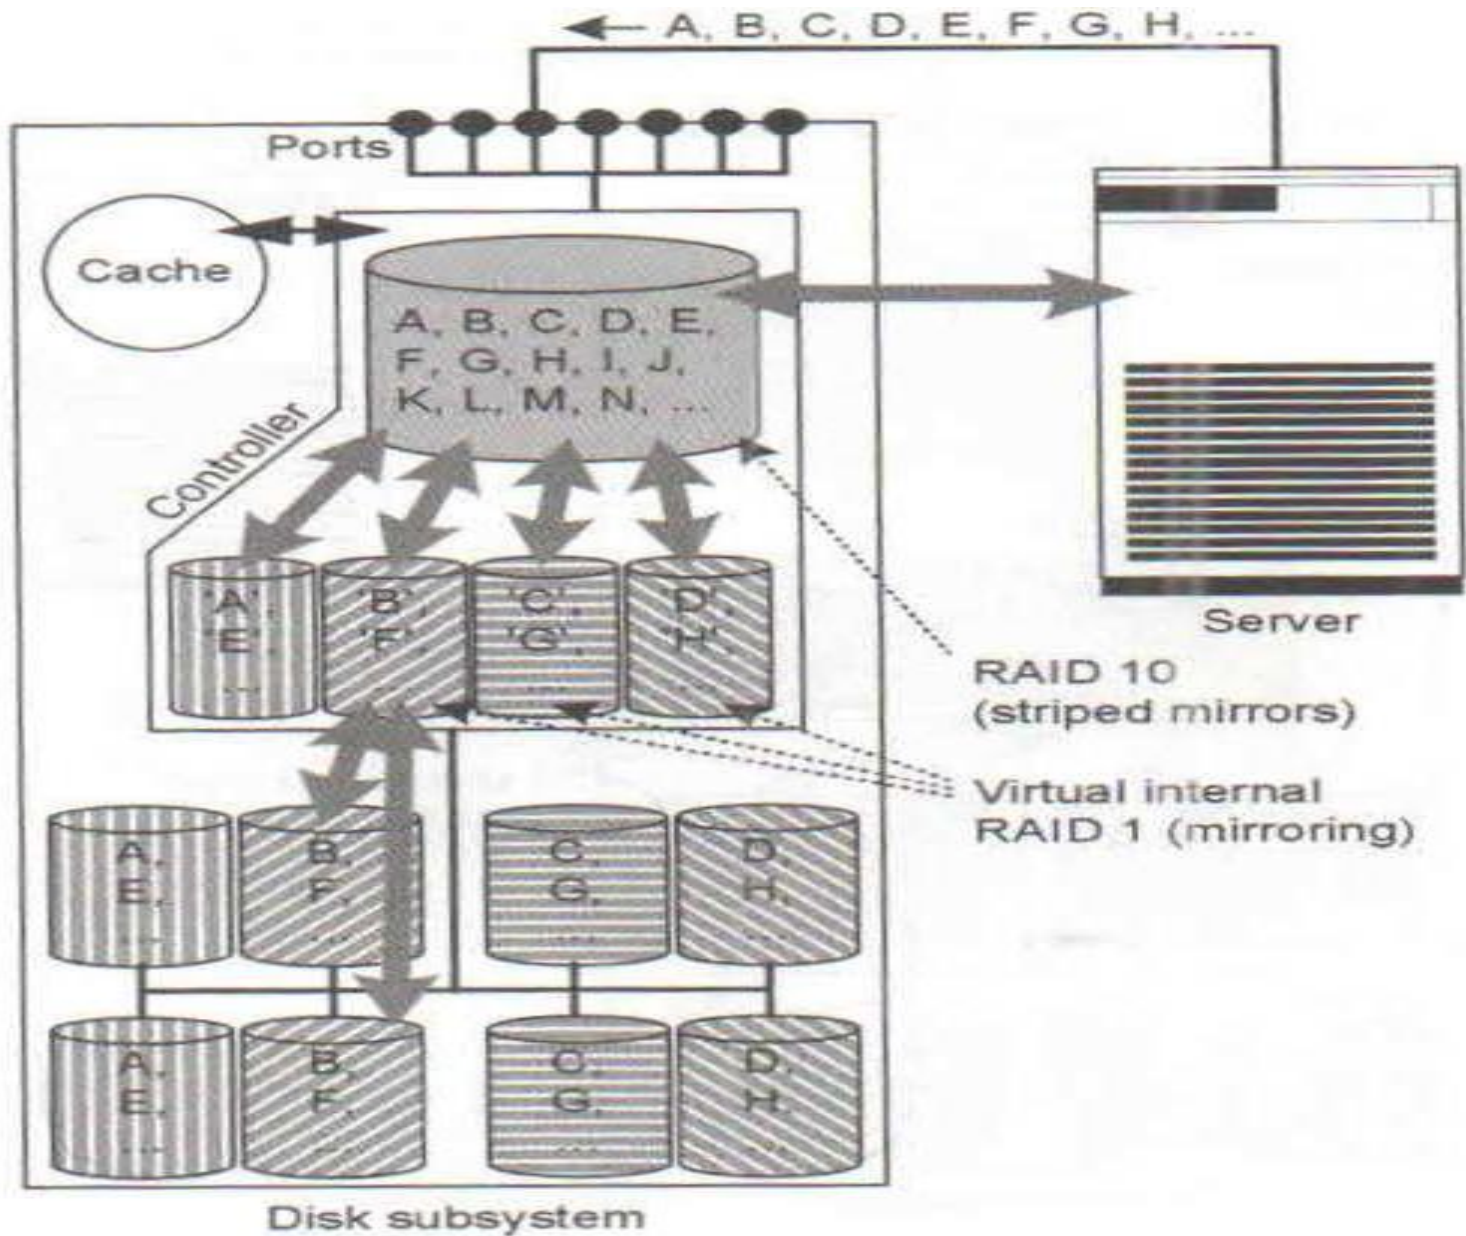 A, B, C, D, E, F, G, H, ...
Ports
Cache
A, B, C, D, E,
F, G, H, I, J,
K, L, M, N, ...
Controller
'A',
'E',
...
'B',
'F',
...
'C',
'G',
...
'D',
'H',
...
Server
RAID 10
(striped mirrors)
Virtual internal
RAID 1 (mirroring)
A,
E,
...
B,
F,
...
C,
G,
...
D,
H,
...
A,
E,
...
B,
F,
...
C,
G,
...
D,
H,
...
Disk subsystem